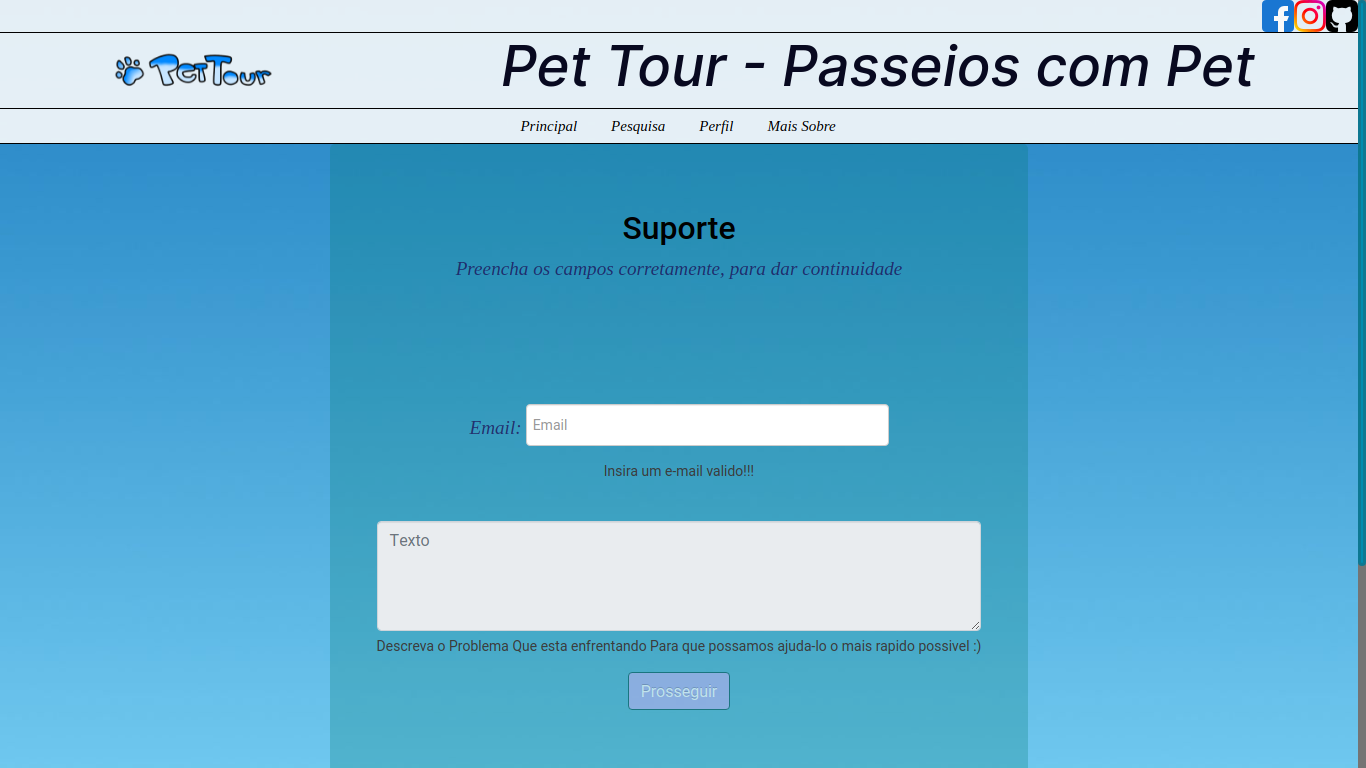 PetTour
Pet Tour - Passeios com Pet
Principal Pesquisa Perfil Mais Sobre
Suporte
Preencha os campos corretamente, para dar continuidade
Email: Email
Insira um e-mail valido!!!
Texto
Descreva o Problema Que esta enfrentando Para que possamos ajuda-lo o mais rapido possivel :)
Prosseguir